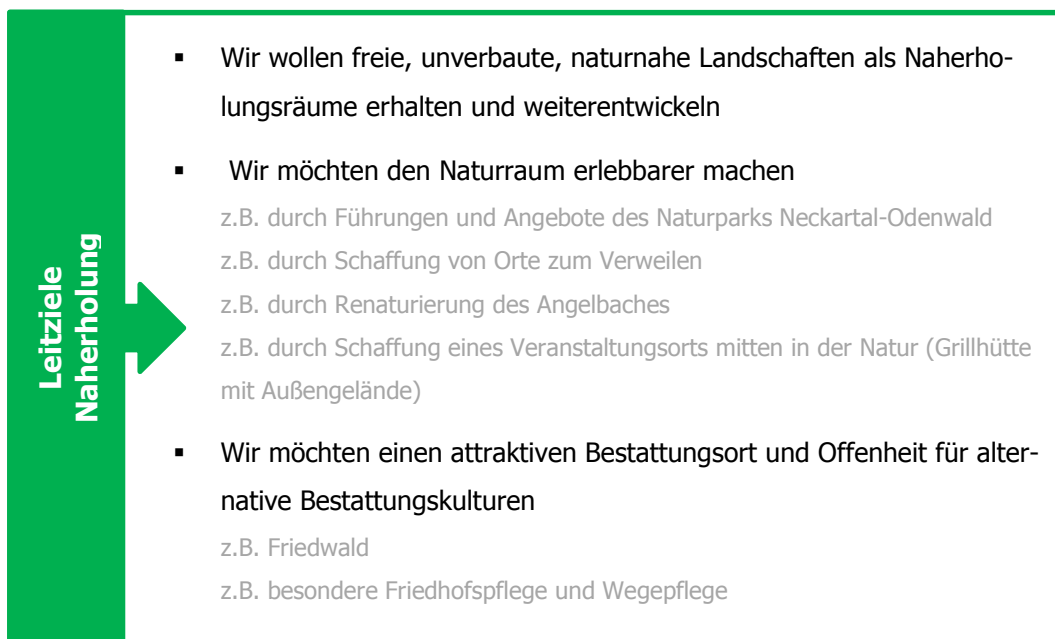 Leitziele
Naherholung
▪ Wir wollen freie, unverbaute, naturnahe Landschaften als Naherho-
lungsräume erhalten und weiterentwickeln
▪ Wir möchten den Naturraum erlebbarer machen
z.B. durch Führungen und Angebote des Naturparks Neckartal-Odenwald
z.B. durch Schaffung von Orte zum Verweilen
z.B. durch Renaturierung des Angelbaches
z.B. durch Schaffung eines Veranstaltungsorts mitten in der Natur (Grillhütte
mit Außengelände)
▪ Wir möchten einen attraktiven Bestattungsort und Offenheit für alter-
native Bestattungskulturen
z.B. Friedwald
z.B. besondere Friedhofspflege und Wegepflege